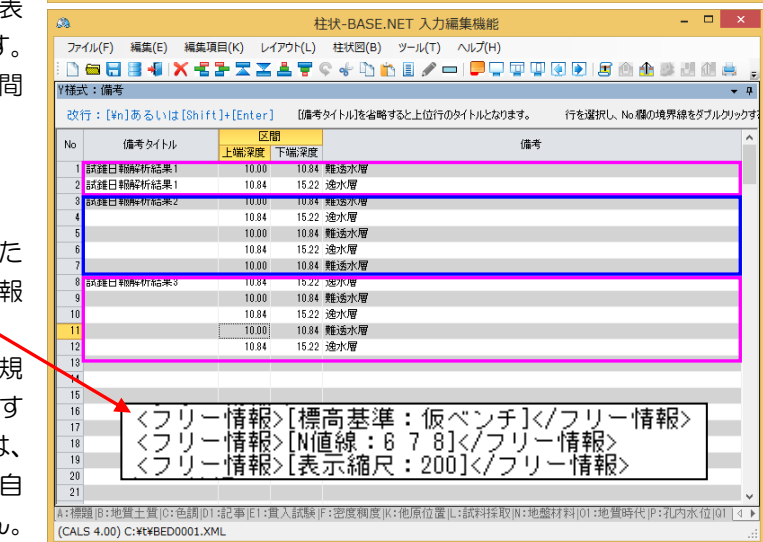 表
す。
間
た
報
規
す
は、
自
ん。
柱状-BASE.NET 入力編集機能
ファイル(F) 編集(E) 編集項目(K) レイアウト(L) 柱状図(B) ツール(T) ヘルプ(H)
Y様式：備考
改行：[¥n]あるいは[Shift]+[Enter] [備考タイトル]を省略すると上位行のタイトルとなります。 行を選択し、No欄の境界線をダブルクリックす
No 備考タイトル 区間 備考
上端深度 下端深度
1 試錐日報解析結果1 10.00 10.84 難透水層
2 試錐日報解析結果1 10.84 15.22 逸水層
3 試錐日報解析結果2 10.00 10.84 難透水層
4 10.84 15.22 逸水層
5 10.00 10.84 難透水層
6 10.84 15.22 逸水層
7 10.00 10.84 難透水層
8 試錐日報解析結果3 10.84 15.22 逸水層
9 10.00 10.84 難透水層
10 10.84 15.22 逸水層
11 10.00 10.84 難透水層
12 10.84 15.22 逸水層
13
14
15
16
17
18
19
20
21
<フリー情報>[標高基準：仮ベンチ]</フリー情報>
<フリー情報>[N値線：6 7 8]</フリー情報>
<フリー情報>[表示縮尺：200]</フリー情報>
A:標題|B:地質土質|C:色調|D1:記事|E1:貫入試験|F:密度稠度|K:他原位置|L:試料採取|N:地盤材料|O1:地質時代|P:孔内水位|Q1
(CALS 4.00) C:¥t¥BED0001.XML